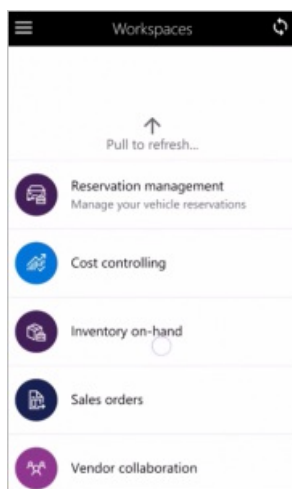 Workspaces
Pull to refresh...
Reservation management
Manage your vehicle reservations
Cost controlling
Inventory on-hand
Sales orders
Vendor collaboration